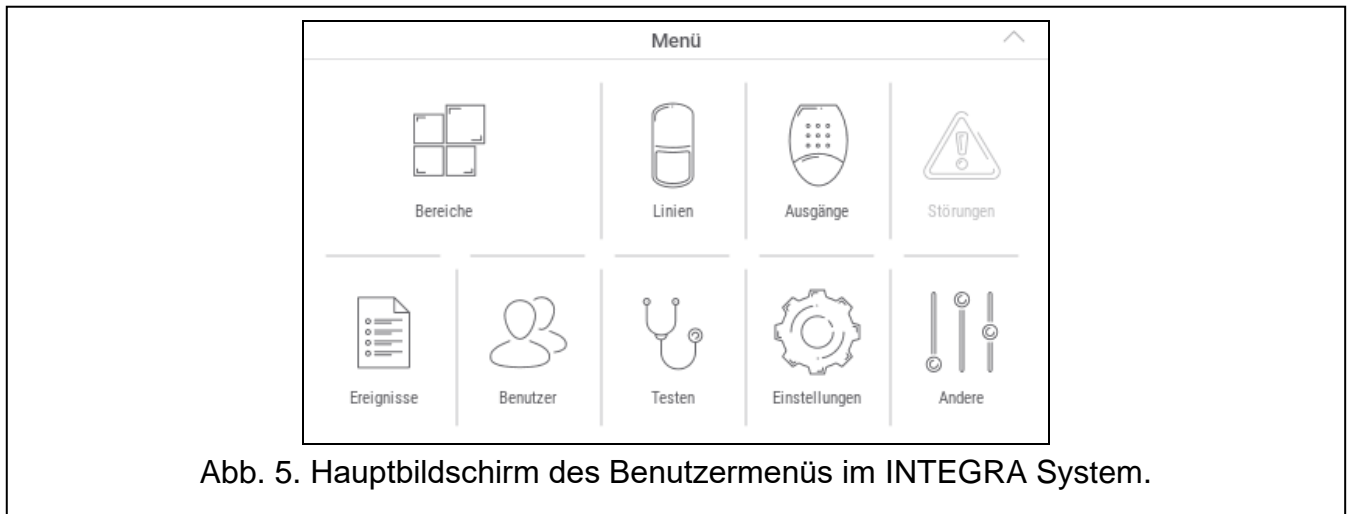 Menü
Bereiche
Linien
Ausgänge
Störungen
Ereignisse
Benutzer
Testen
Einstellungen
Andere
Abb. 5. Hauptbildschirm des Benutzermenüs im INTEGRA System.